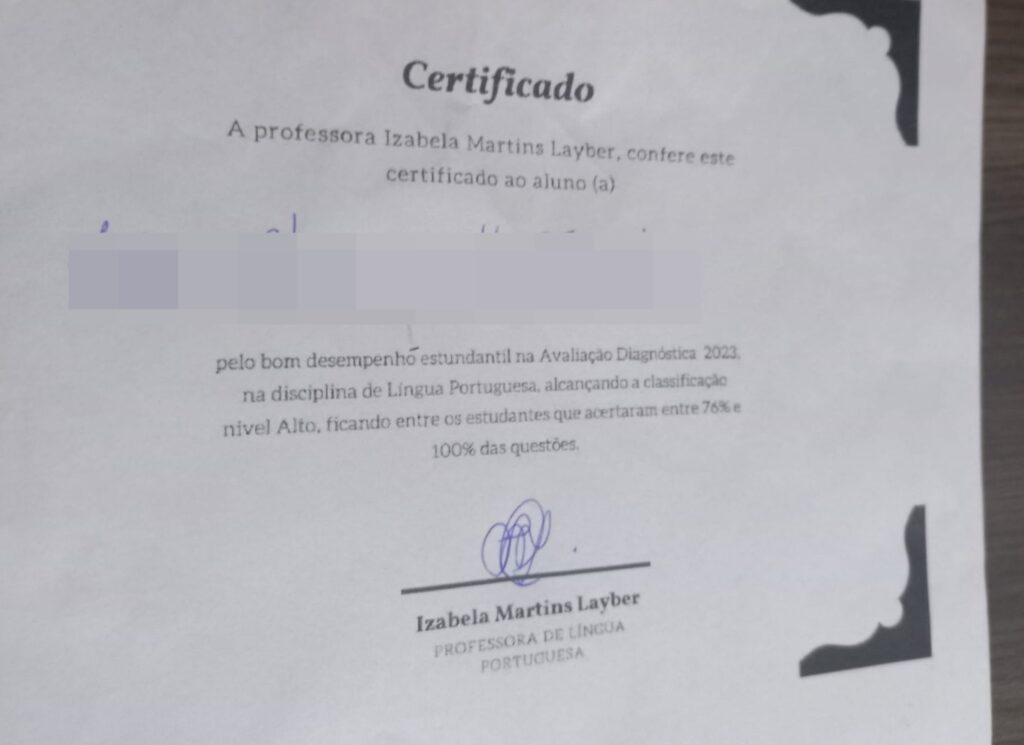 Certificado
A professora Izabela Martins Layber, confere este
certificado ao aluno (a)
pelo bom desempenho estundantil na Avaliação Diagnóstica 2023,
na disciplina de Língua Portuguesa, alcançando a classificação
nivel Alto, ficando entre os estudantes que acertaram entre 76% e
100% das questões.
Izabela Martins Layber
PROFESSORA DE LÍNGUA
PORTUGUESA